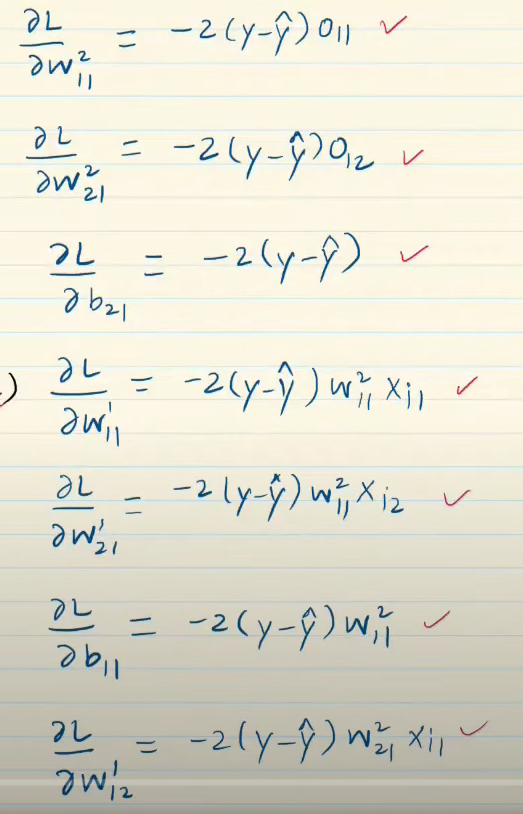 ∂L/∂w²₁₁ = -2(y-ŷ)O₁₁ ✓
∂L/∂w²₂₁ = -2(y-ŷ)O₁₂ ✓
∂L/∂b₂₁ = -2(y-ŷ) ✓
) ∂L/∂w¹₁₁ = -2(y-ŷ)w²₁₁ xᵢ₁ ✓
∂L/∂w¹₂₁ = -2(y-ŷ)w²₁₁ xᵢ₂ ✓
∂L/∂b₁₁ = -2(y-ŷ)w²₁₁ ✓
∂L/∂w¹₁₂ = -2(y-ŷ)w²₂₁ xᵢ₁ ✓